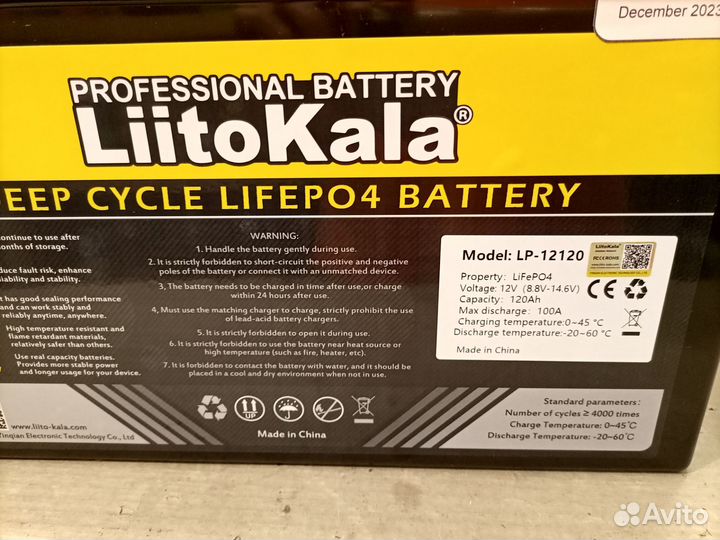 December 2023
PROFESSIONAL BATTERY
LiitoKala®
DEEP CYCLE LIFEPO4 BATTERY
continue to use after
months of storage.
reduce fault risk, enhance
reliability and stability.
It has good sealing performance
and can work stably and
reliably anytime, anywhere.
High temperature resistant and
flame retardant materials,
relatively safer than others.
Use real capacity batteries.
Provides more stable power
and longer usage for your device.
www.liito-kala.com
Yinqian Electronic Technology Co., Ltd
WARNING:
1. Handle the battery gently during use.
2. It is strictly forbidden to short-circuit the positive and negative
poles of the battery or connect it with an unmatched device.
3, The battery needs to be charged in time after use,or charge
within 24 hours after use.
4, Must use the matching charger to charge, strictly prohibit the use
of lead-acid battery chargers.
5. It is strictly forbidden to open it during use.
6. It is strictly forbidden to use the battery near heat source or
high temperature (such as fire, heater, etc).
7. It is forbidden to contact the battery with water, and it should be
placed in a cool and dry environment when not in use.
UP
Made in China
Model: LP-12120
Property: LiFePO4
Voltage: 12V (8.8V-14.6V)
Capacity: 120Ah
Max discharge: 100A
Charging temperature:0~45 °C
Discharge temperature:-20~60 °C
Made in China
LiitoKala
CE
Standard parameters:
Number of cycles ≥ 4000 times
Charge Temperature: 0~45℃
Discharge Temperature: -20~60℃
Avito